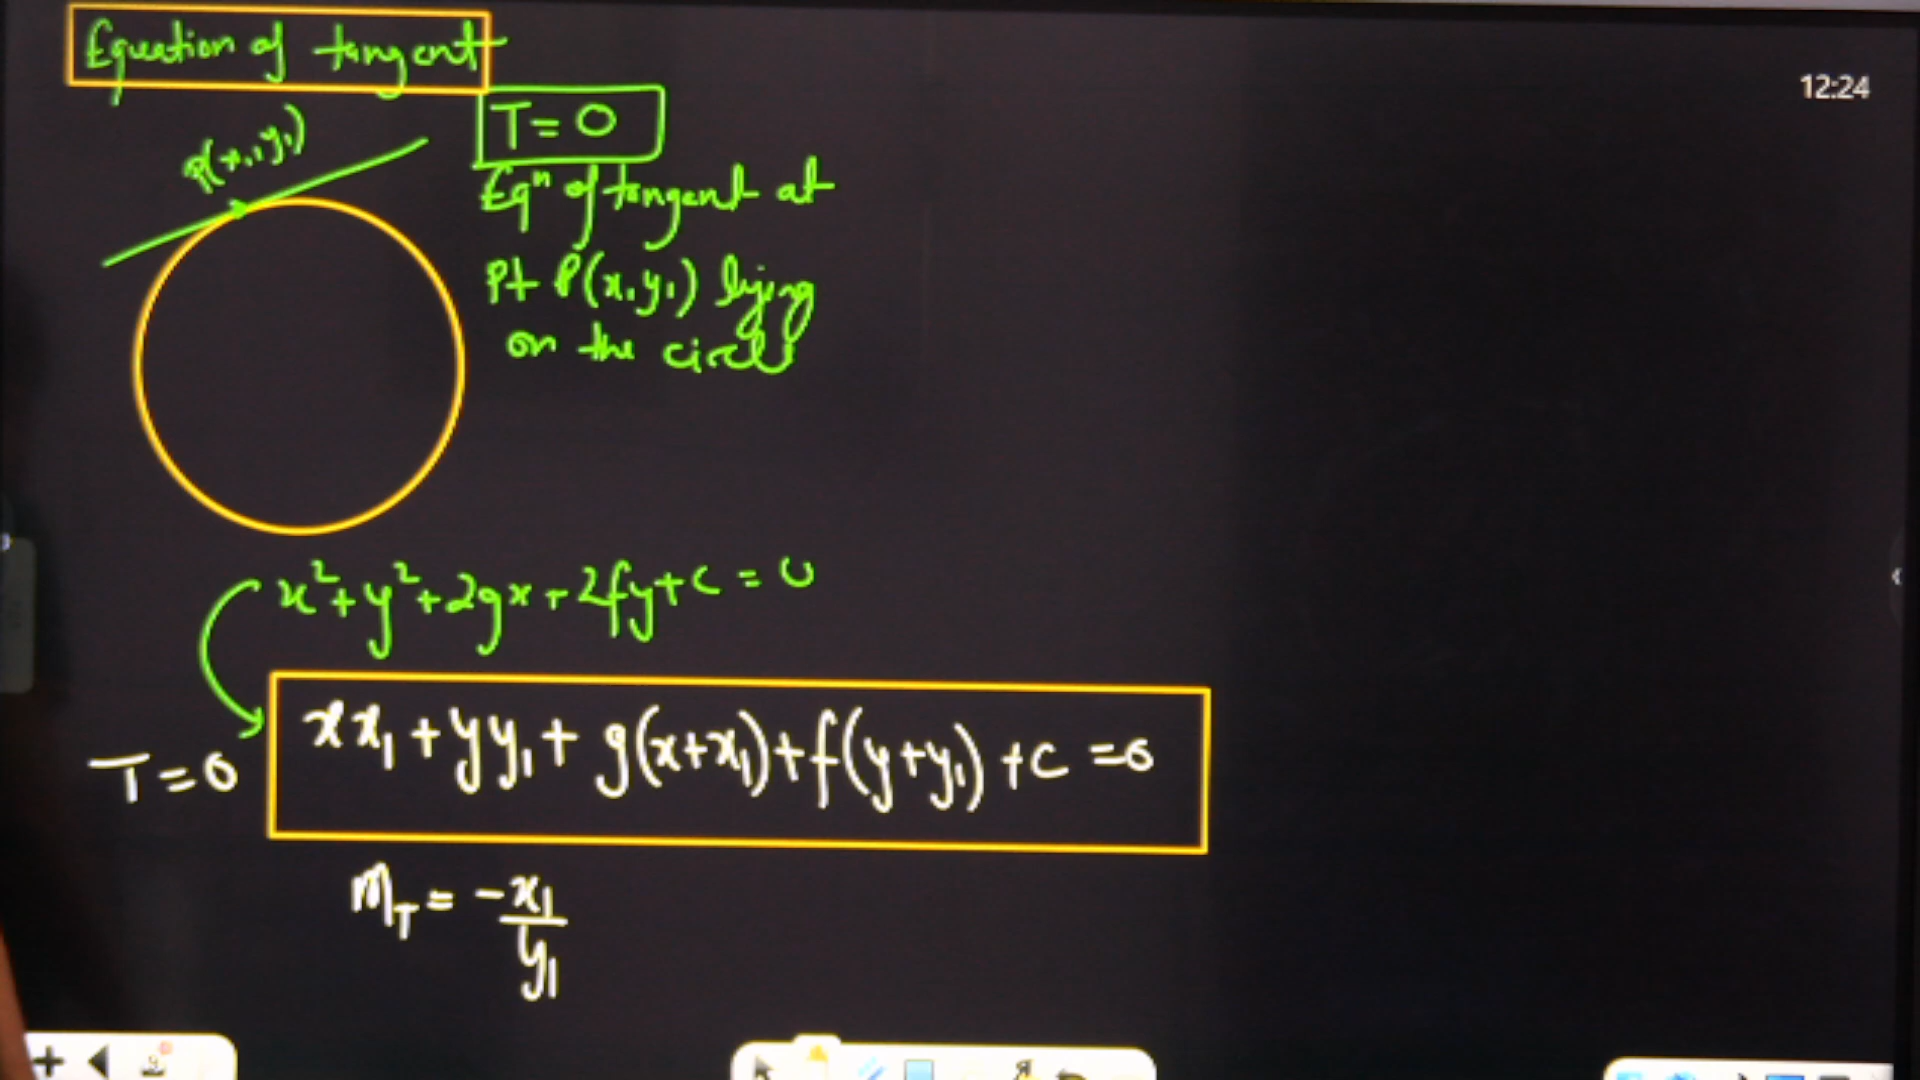 Equation of tangent
12:24
T = 0
P(x₁, y₁)
Eqⁿ of tangent at
Pt P(x₁ y₁) lying
on the circle
x² + y² + 2gx + 2fy + c = 0
T = 0
xx₁ + yy₁ + g(x+x₁) + f(y+y₁) + c = 0
m_T = -x₁/y₁